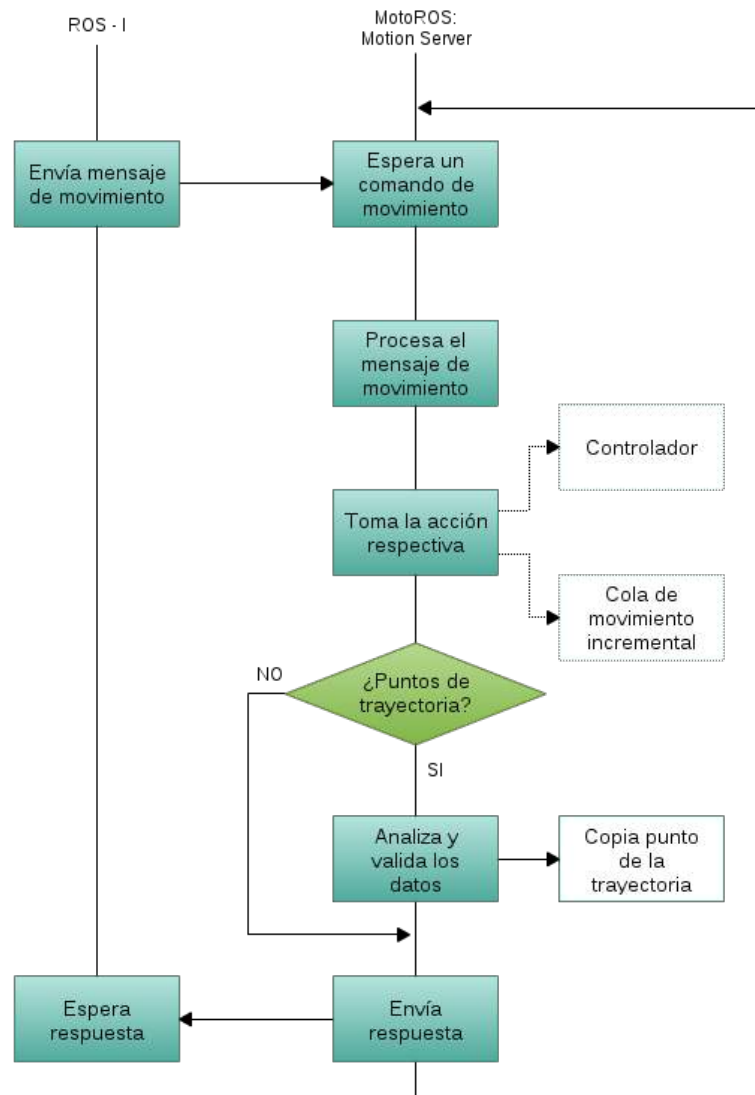 ROS - I
MotoROS:
Motion Server
Envía mensaje
de movimiento
Espera un
comando de
movimiento
Procesa el
mensaje de
movimiento
Controlador
Toma la acción
respectiva
Cola de
movimiento
incremental
NO
¿Puntos de
trayectoria?
SI
Analiza y
valida los
datos
Copia punto
de la
trayectoria
Espera
respuesta
Envía
respuesta